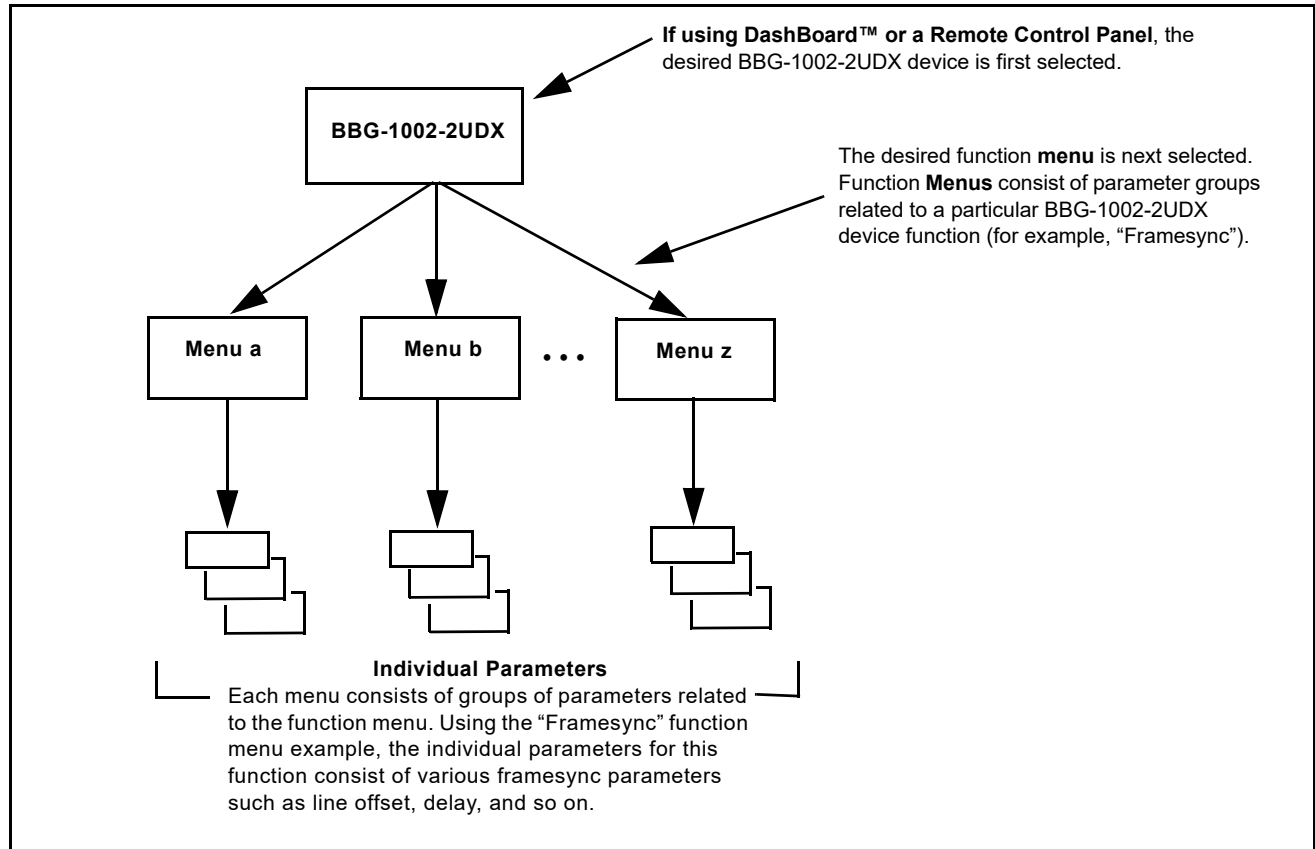 If using DashBoard™ or a Remote Control Panel, the
desired BBG-1002-2UDX device is first selected.
BBG-1002-2UDX
The desired function menu is next selected.
Function Menus consist of parameter groups
related to a particular BBG-1002-2UDX
device function (for example, “Framesync”).
Menu a
Menu b
• • •
Menu z
Individual Parameters
Each menu consists of groups of parameters related
to the function menu. Using the “Framesync” function
menu example, the individual parameters for this
function consist of various framesync parameters
such as line offset, delay, and so on.